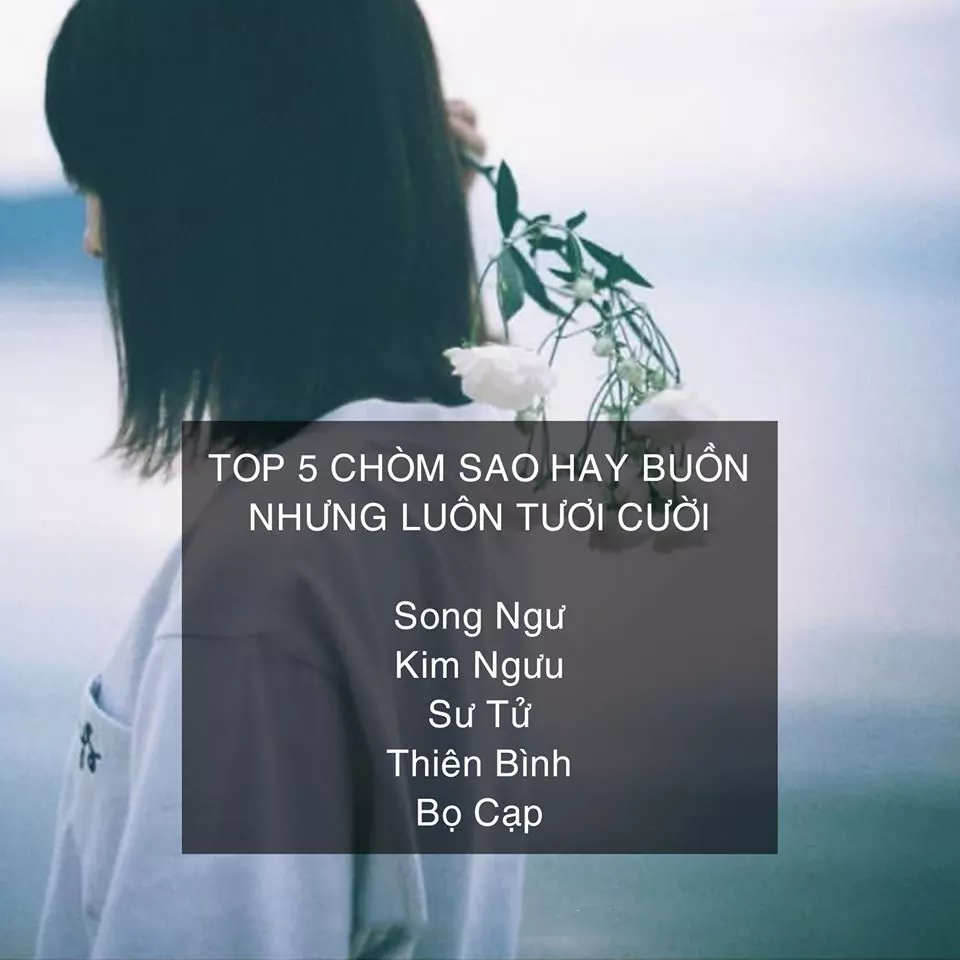 TOP 5 CHÒM SAO HAY BUỒN
NHƯNG LUÔN TƯƠI CƯỜI
Song Ngư
Kim Ngưu
Sư Tử
Thiên Bình
Bọ Cạp